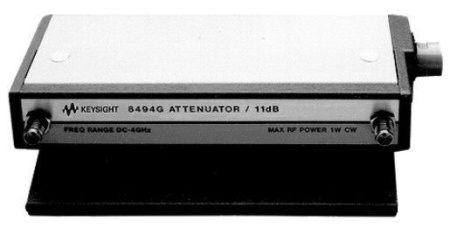 KEYSIGHT 8494G ATTENUATOR / 11dB
FREQ RANGE DC-4GHz MAX RF POWER 1W CW